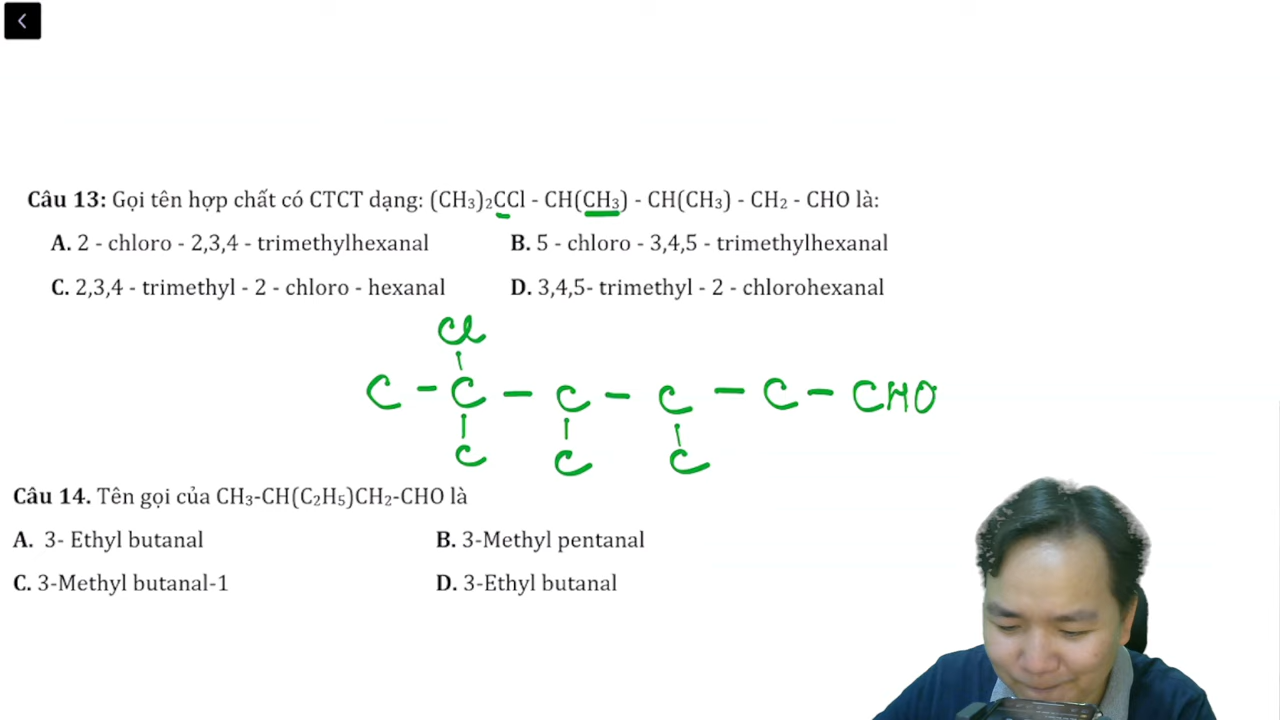 Câu 13: Gọi tên hợp chất có CTCT dạng: (CH₃)₂CCl - CH(CH₃) - CH(CH₃) - CH₂ - CHO là:
A. 2 - chloro - 2,3,4 - trimethylhexanal B. 5 - chloro - 3,4,5 - trimethylhexanal
C. 2,3,4 - trimethyl - 2 - chloro - hexanal D. 3,4,5- trimethyl - 2 - chlorohexanal
Cl
C - C - C - C - C - CHO
C C C
Câu 14. Tên gọi của CH₃-CH(C₂H₅)CH₂-CHO là
A. 3- Ethyl butanal B. 3-Methyl pentanal
C. 3-Methyl butanal-1 D. 3-Ethyl butanal